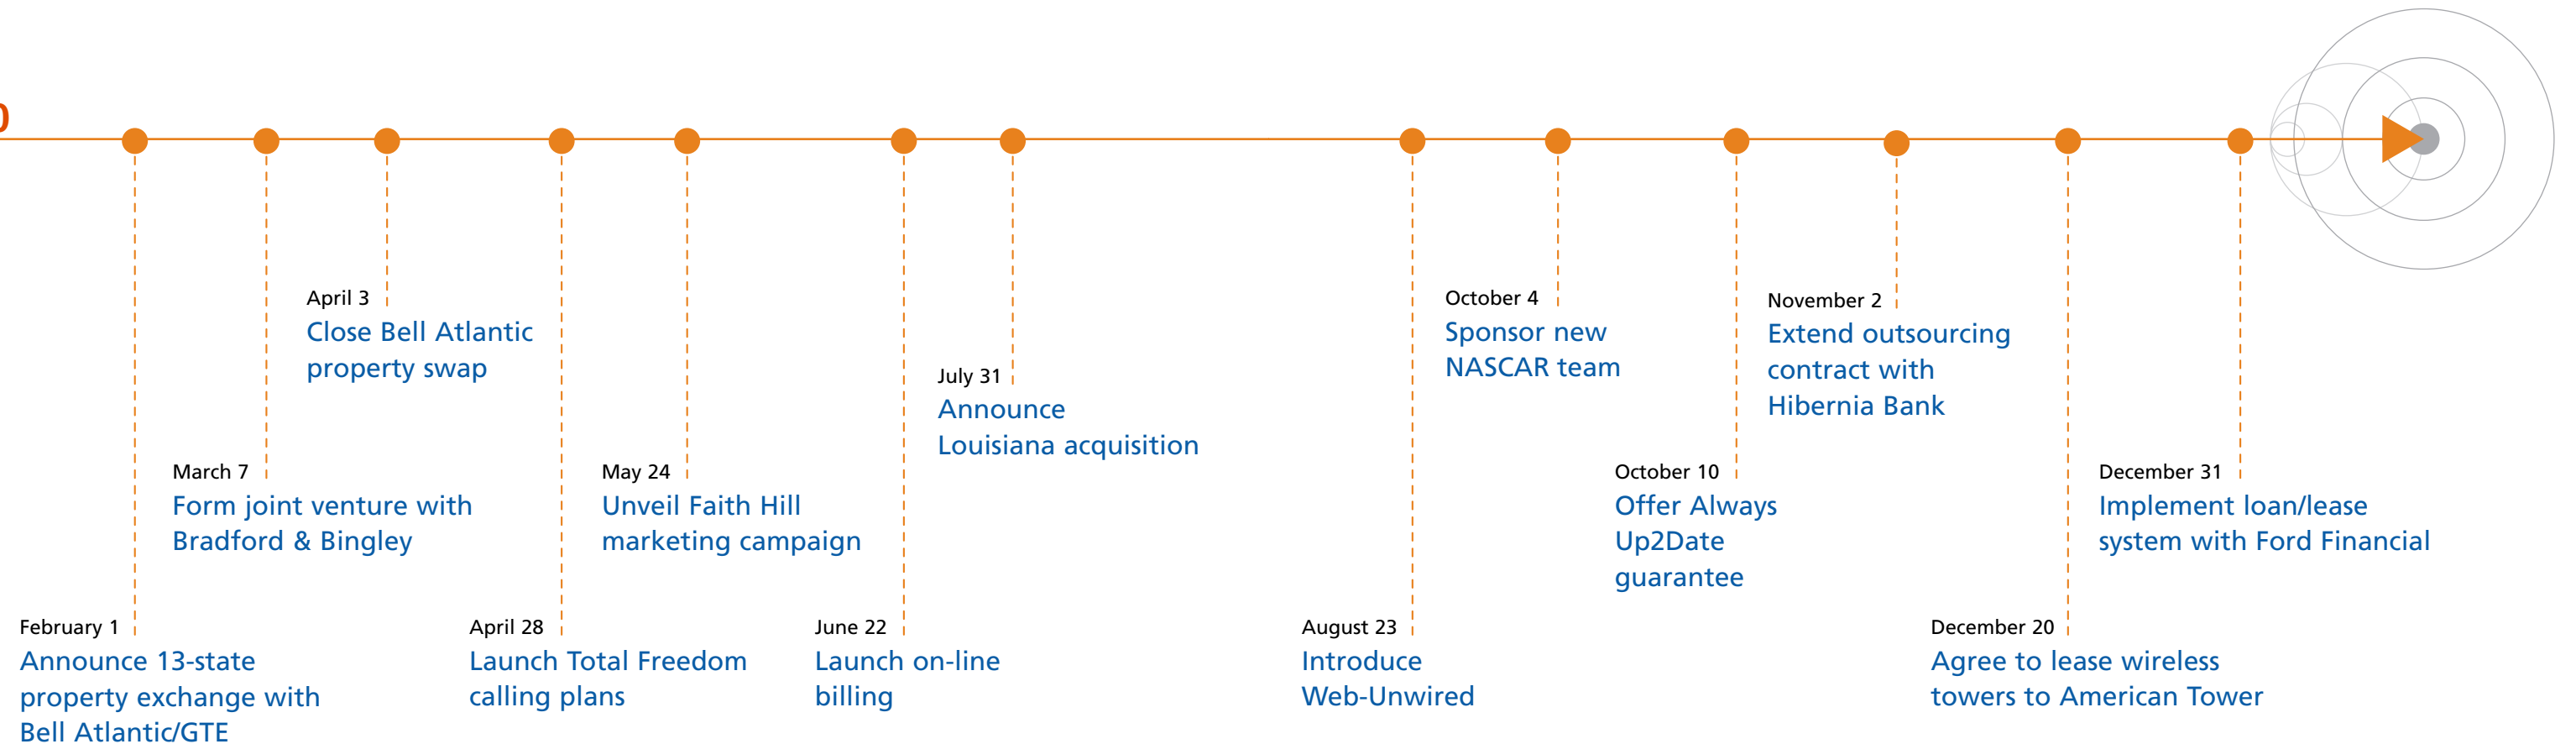 February 1
Announce 13-state
property exchange with
Bell Atlantic/GTE
March 7
Form joint venture with
Bradford & Bingley
April 3
Close Bell Atlantic
property swap
April 28
Launch Total Freedom
calling plans
May 24
Unveil Faith Hill
marketing campaign
June 22
Launch on-line
billing
July 31
Announce
Louisiana acquisition
August 23
Introduce
Web-Unwired
October 4
Sponsor new
NASCAR team
October 10
Offer Always
Up2Date
guarantee
November 2
Extend outsourcing
contract with
Hibernia Bank
December 20
Agree to lease wireless
towers to American Tower
December 31
Implement loan/lease
system with Ford Financial